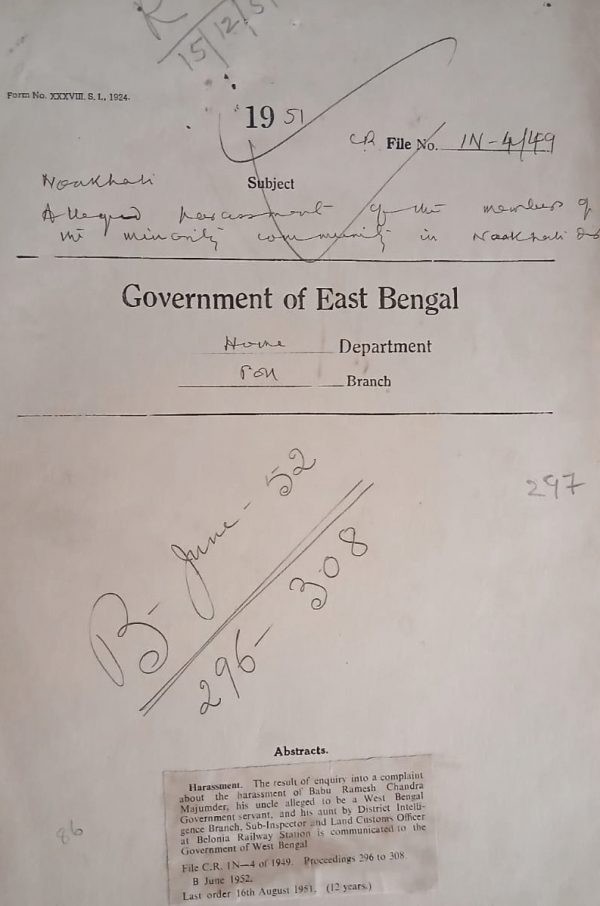 15/12/5
Form No. XXXVIII, S. I., 1924.
1951
CR File No. 1N-4/49
Noakhali
Subject
Alleged harassment of the members of
the minority community in Noakhali
Government of East Bengal
Home Department
Poll Branch
B- June - 52
297
296 - 308
Abstracts.
Harassment. The result of enquiry into a complaint
about the harassment of Babu Ramesh Chandra
Majumder, his uncle alleged to be a West Bengal
Government servant, and his aunt by District Intelli-
gence Branch, Sub-Inspector and Land Customs Officer
at Belonia Railway Station is communicated to the
Government of West Bengal
File C.R. 1N—4 of 1949. Proceedings 296 to 308
B June 1952.
Last order 16th August 1951. (12 years.)
86